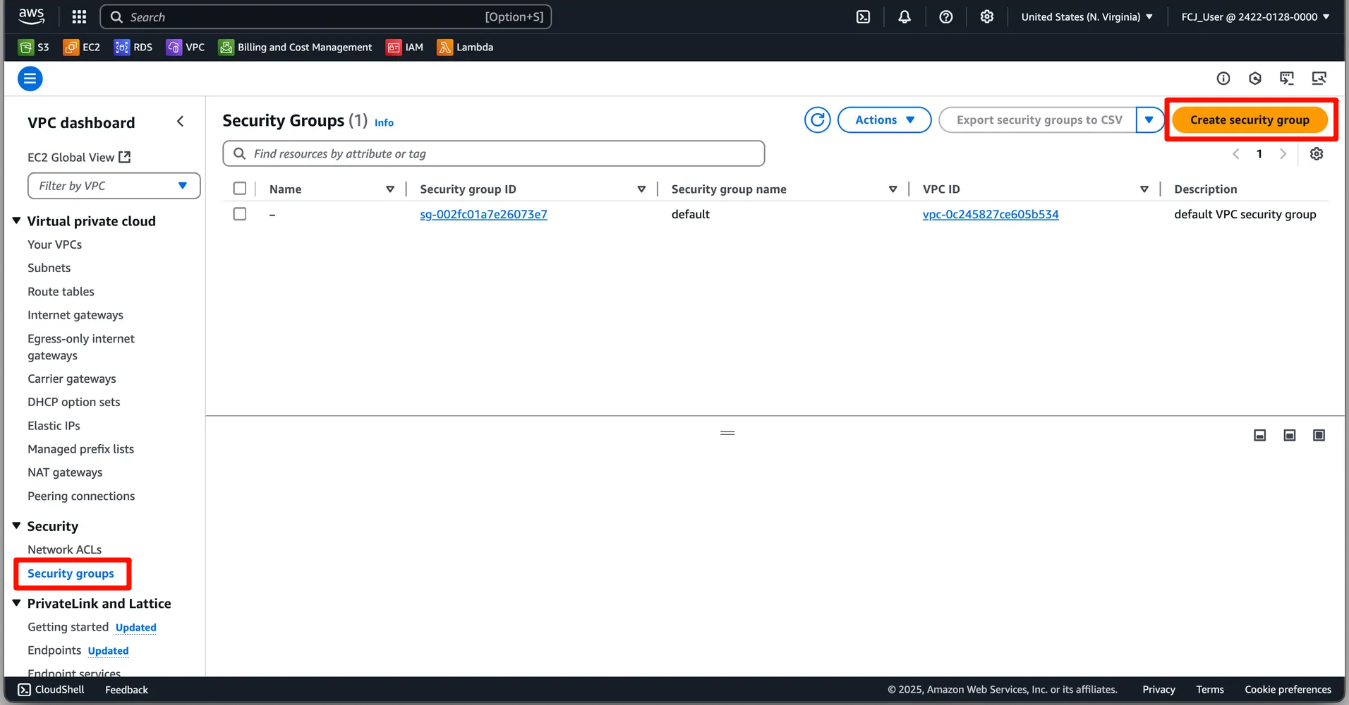 aws
Search [Option+S]
United States (N. Virginia) ▼
FCJ_User @ 2422-0128-0000 ▼
S3 EC2 RDS VPC Billing and Cost Management IAM Lambda
VPC dashboard
EC2 Global View
Filter by VPC
Virtual private cloud
Your VPCs
Subnets
Route tables
Internet gateways
Egress-only internet
gateways
Carrier gateways
DHCP option sets
Elastic IPs
Managed prefix lists
NAT gateways
Peering connections
Security
Network ACLs
Security groups
PrivateLink and Lattice
Getting started Updated
Endpoints Updated
Endpoint services
Security Groups (1) Info
Actions
Export security groups to CSV
Create security group
Find resources by attribute or tag
1
Name Security group ID Security group name VPC ID Description
– sg-002fc01a7e26073e7 default vpc-0c245827ce605b534 default VPC security group
CloudShell Feedback
© 2025, Amazon Web Services, Inc. or its affiliates. Privacy Terms Cookie preferences